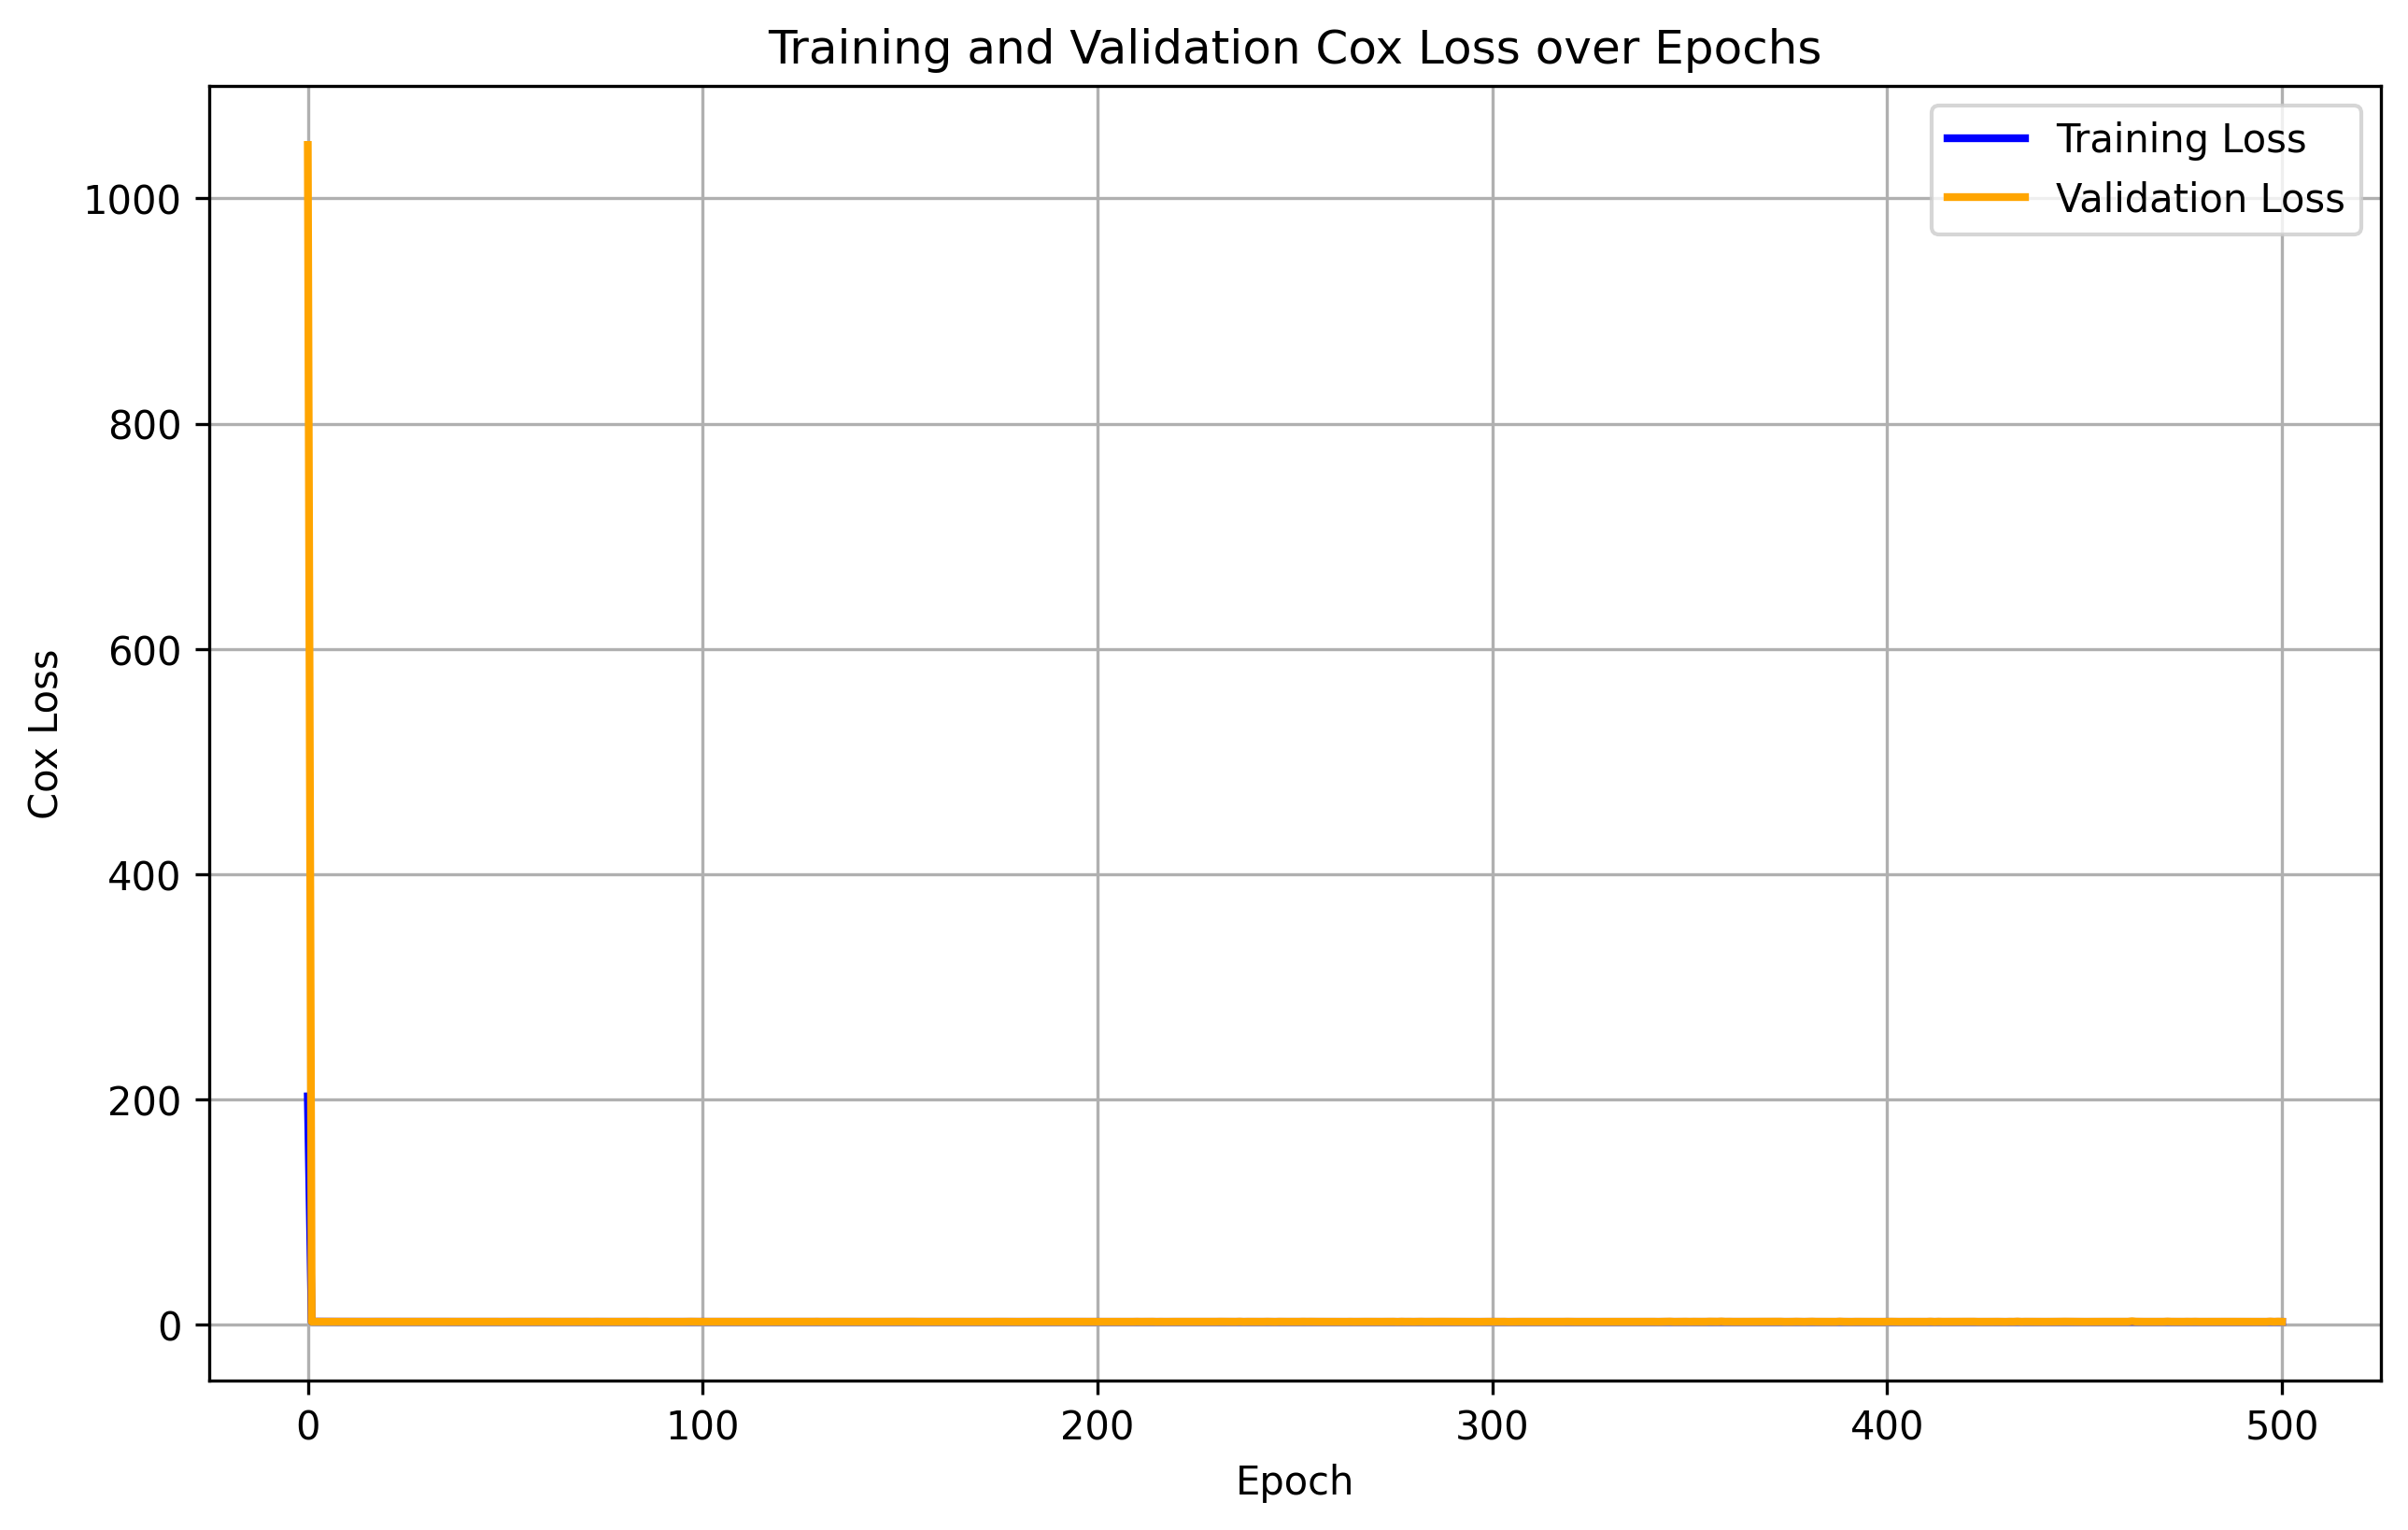 Training and Validation Cox Loss over Epochs
Training Loss
Validation Loss
1000
800
600
400
200
0
Cox Loss
0 100 200 300 400 500
Epoch